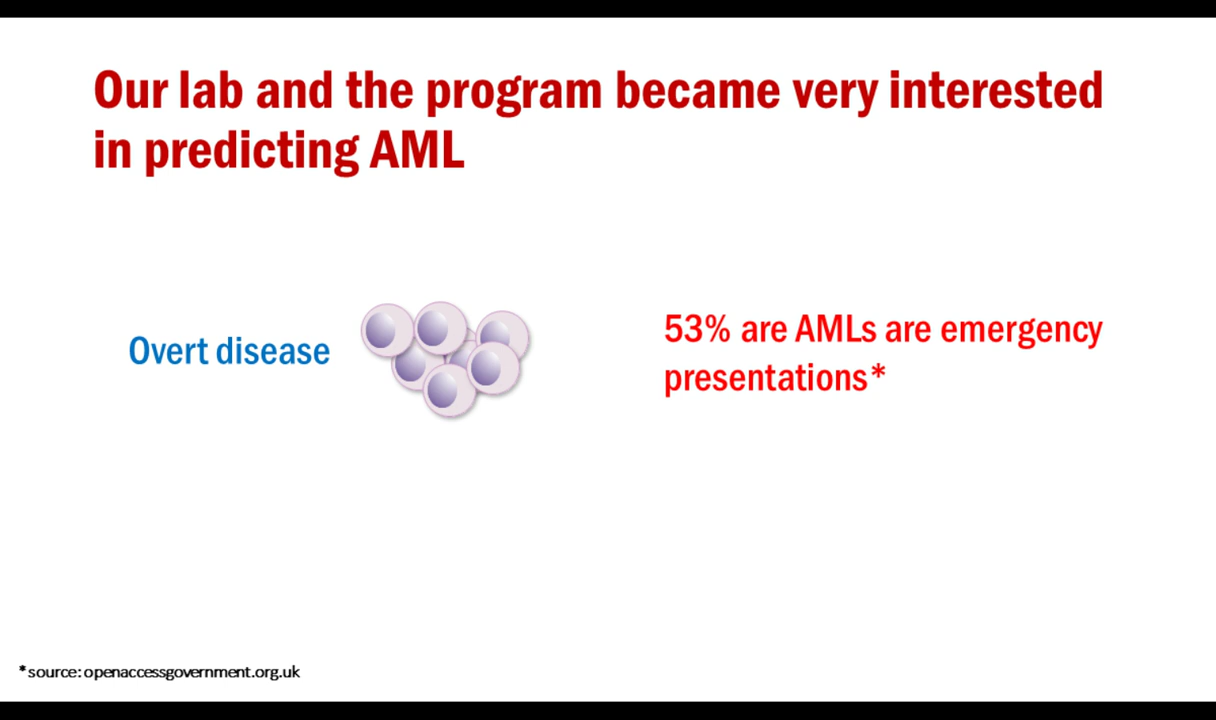 Our lab and the program became very interested
in predicting AML
Overt disease
53% are AMLs are emergency
presentations*
*source: openaccessgovernment.org.uk